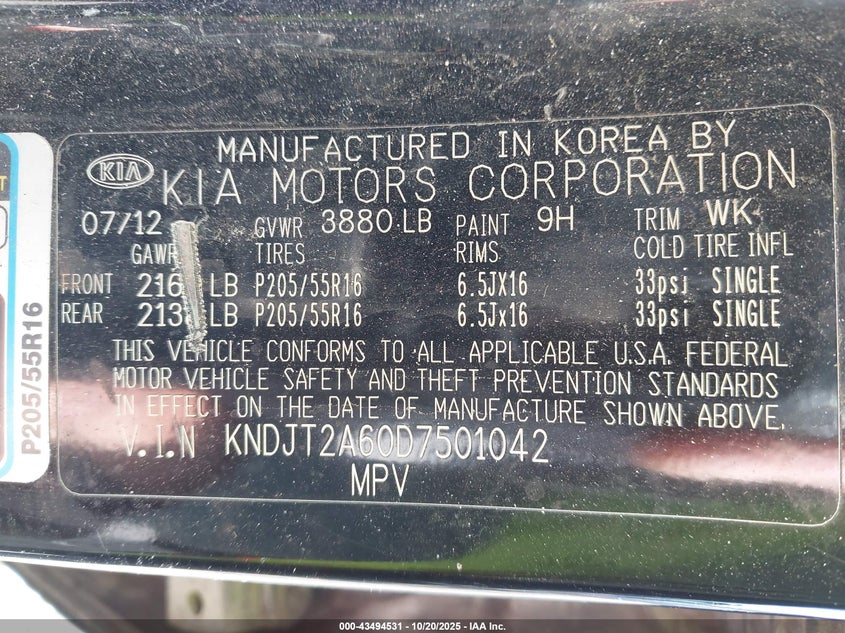 MANUFACTURED IN KOREA BY
KIA
KIA MOTORS CORPORATION
07/12 GVWR 3880 LB PAINT 9H TRIM WK
GAWR TIRES RIMS COLD TIRE INFL
FRONT LB P205/55R16 6.5JX16 33psi SINGLE
REAR LB P205/55R16 6.5Jx16 33psi SINGLE
THIS VEHICLE CONFORMS TO ALL APPLICABLE U.S.A. FEDERAL
MOTOR VEHICLE SAFETY AND THEFT PREVENTION STANDARDS
IN EFFECT ON THE DATE OF MANUFACTURE SHOWN ABOVE.
V.I.N KNDJT2A60D7501042
MPV
P205/55R16
000-43494531 - 10/20/2025 - IAA Inc.